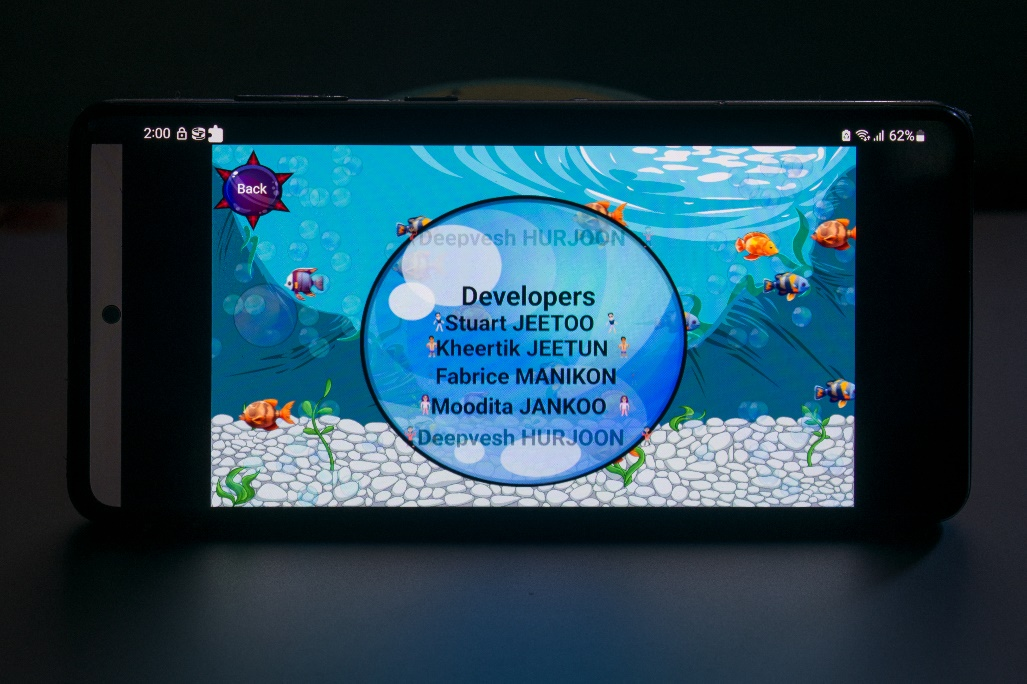 2:00
62%
Back
Deepvesh HURJOON
Developers
Stuart JEETOO
Kheertik JEETUN
Fabrice MANIKON
Moodita JANKOO
Deepvesh HURJOON